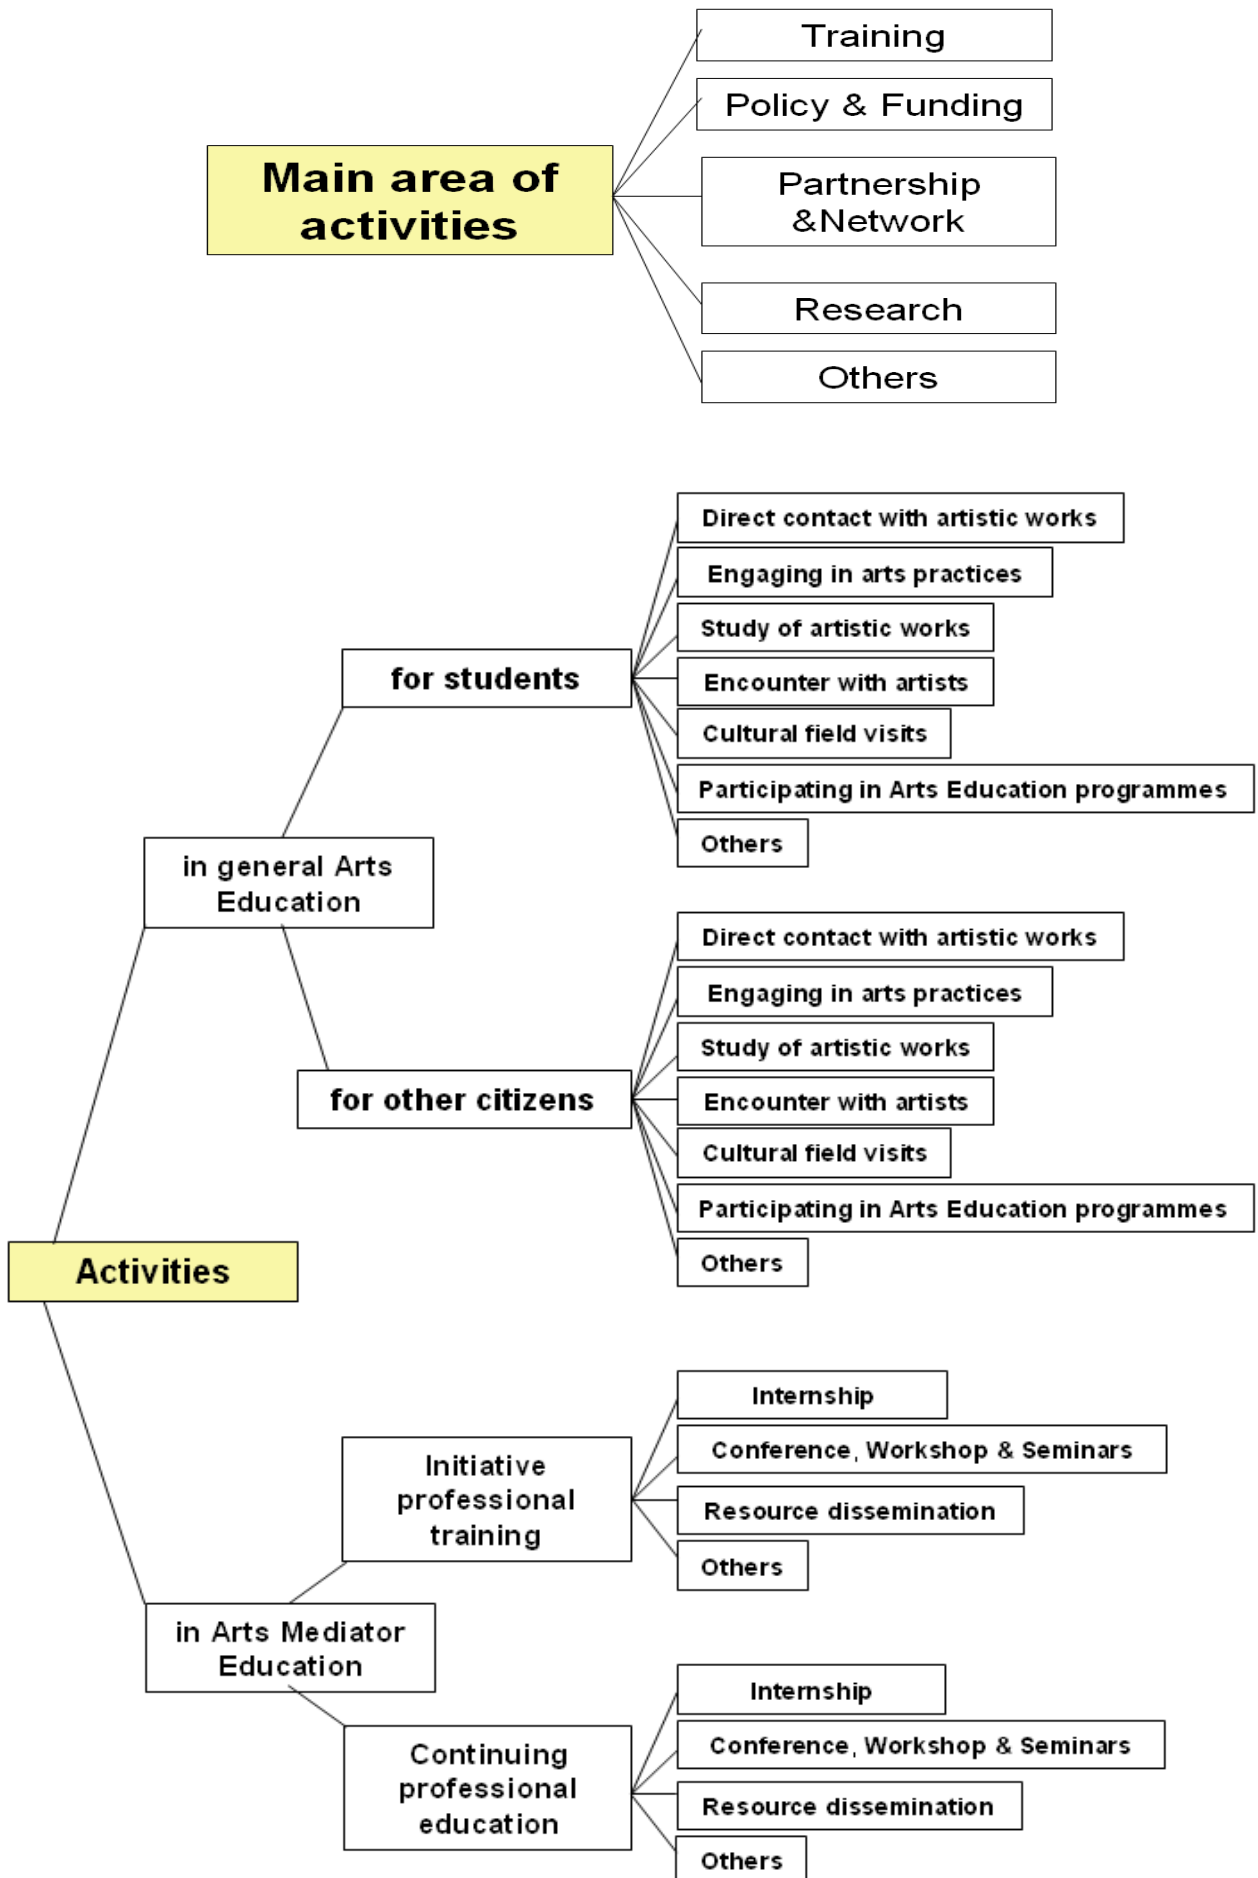 Training
Policy & Funding
Main area of
activities
Partnership
&Network
Research
Others
Direct contact with artistic works
Engaging in arts practices
Study of artistic works
for students
Encounter with artists
Cultural field visits
Participating in Arts Education programmes
Others
in general Arts
Education
Direct contact with artistic works
Engaging in arts practices
Study of artistic works
for other citizens
Encounter with artists
Cultural field visits
Participating in Arts Education programmes
Others
Activities
Internship
Conference, Workshop & Seminars
Initiative
professional
training
Resource dissemination
Others
in Arts Mediator
Education
Internship
Conference, Workshop & Seminars
Continuing
professional
education
Resource dissemination
Others